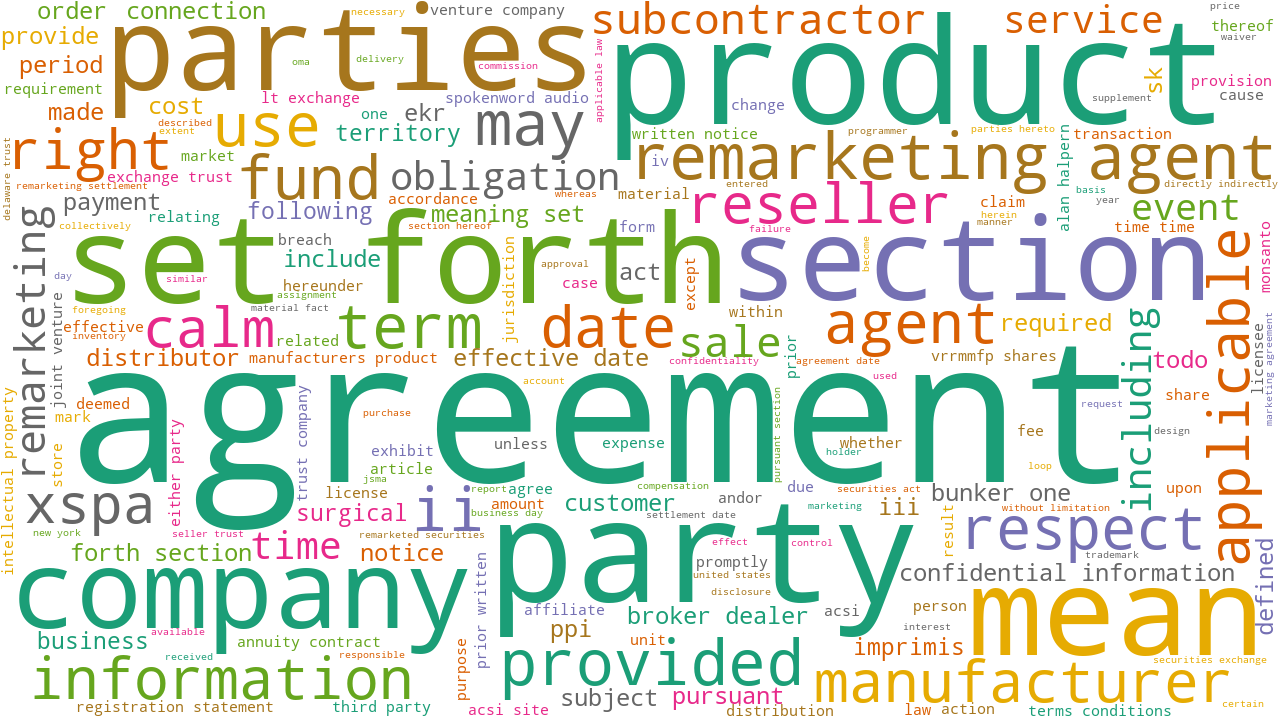 order connection
necessary
venture company
price
provide
parties
subcontractor
service
thereof
waiver
period
oma
delivery
commission
applicable law
product
sk
provision
requirement
lt exchange
spokenword audio
change
supplement
cause
made
cost
one
ekr
described
extent
use
territory
may
written notice
programmer
parties hereto
transaction
delaware trust
right
market
fund
obligation
iv
remarketing agent
alan halpern
exchange trust
remarketing settlement
accordance
whereas
material
entered
basis
directly indirectly
year
payment
relating
following
meaning set
reseller
claim
herein
manner
event
collectively
section hereof
form
failure
time time
remarketing
set forth
breach
include
jurisdiction
approval
act
except
section
become
applicable
monsanto
day
similar
hereunder
case
assignment
material fact
within
foregoing
joint venture
effective
inventory
calm
related
term
date
sale
prior
agent
required
including
licensee
marketing agreement
distributor
manufacturers product
effective date
confidentiality
agreement date
vrrmmfp shares
todo
account
used
share
intellectual property
deemed
mark
agreement
purchase
trust company
pursuant section
request
store
either party
exhibit
unless
expense
whether
holder
fee
design
article
jsma
loop
xspa
license
report
agree
compensation
due
securities act
bunker one
upon
surgical
ii
amount
business day
customer
andor
marketing
iii
without limitation
new york
seller trust
remarketed securities
settlement date
result
respect
forth section
time
notice
party
effect
control
trademark
defined
company
prior written
promptly
united states
disclosure
confidential information
affiliate
broker dealer
acsi
person
mean
business
available
annuity contract
ppi
unit
interest
imprimis
received
responsible
purpose
provided
securities exchange
information
subject
pursuant
manufacturer
certain
registration statement
third party
acsi site
distribution
law
action
terms conditions